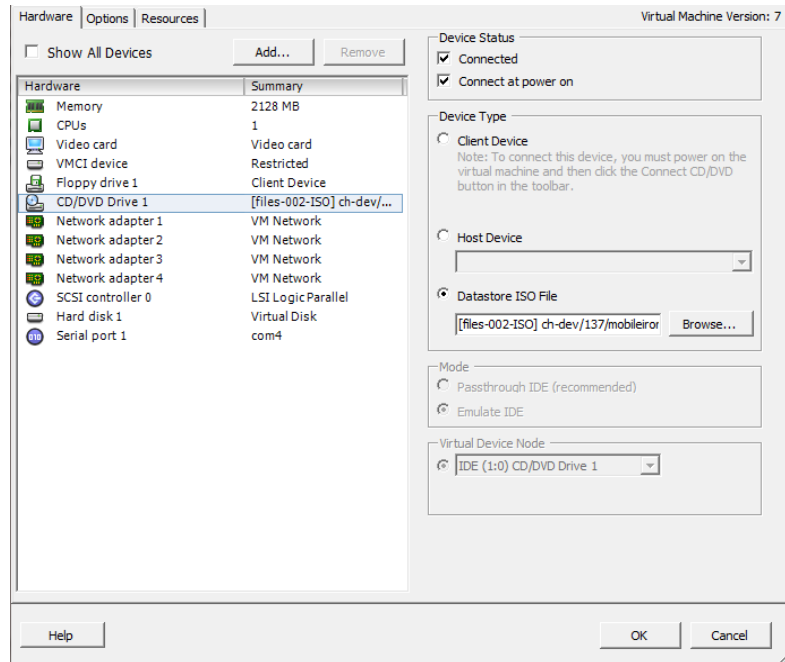 Hardware Options Resources Virtual Machine Version: 7
Show All Devices Add... Remove
Hardware Summary
Memory 2128 MB
CPUs 1
Video card Video card
VMCI device Restricted
Floppy drive 1 Client Device
CD/DVD Drive 1 [files-002-ISO] ch-dev/...
Network adapter 1 VM Network
Network adapter 2 VM Network
Network adapter 3 VM Network
Network adapter 4 VM Network
SCSI controller 0 LSI Logic Parallel
Hard disk 1 Virtual Disk
Serial port 1 com4
Device Status
Connected
Connect at power on
Device Type
Client Device
Note: To connect this device, you must power on the
virtual machine and then click the Connect CD/DVD
button in the toolbar.
Host Device
Datastore ISO File
[files-002-ISO] ch-dev/137/mobileiror Browse...
Mode
Passthrough IDE (recommended)
Emulate IDE
Virtual Device Node
IDE (1:0) CD/DVD Drive 1
Help OK Cancel